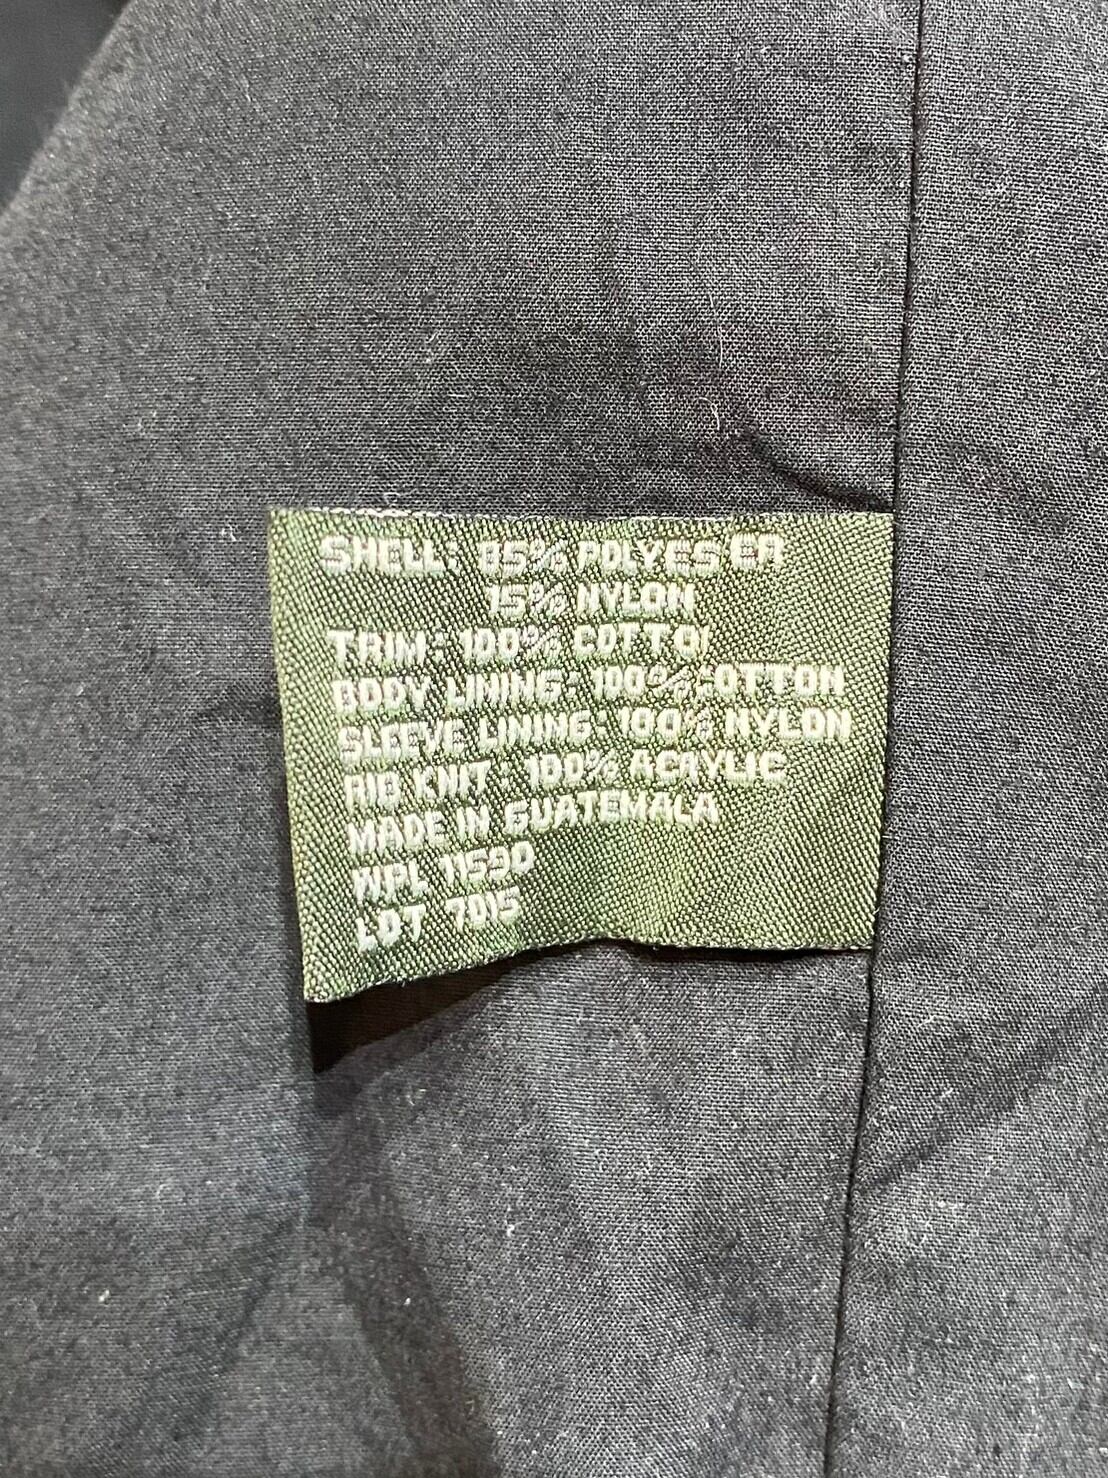 SHELL: 85% POLYESTER
15% NYLON
TRIM: 100% COTTON
BODY LINING: 100% COTTON
SLEEVE LINING: 100% NYLON
RIB KNIT: 100% ACRYLIC
MADE IN GUATEMALA
WPL 11590
LOT 7015